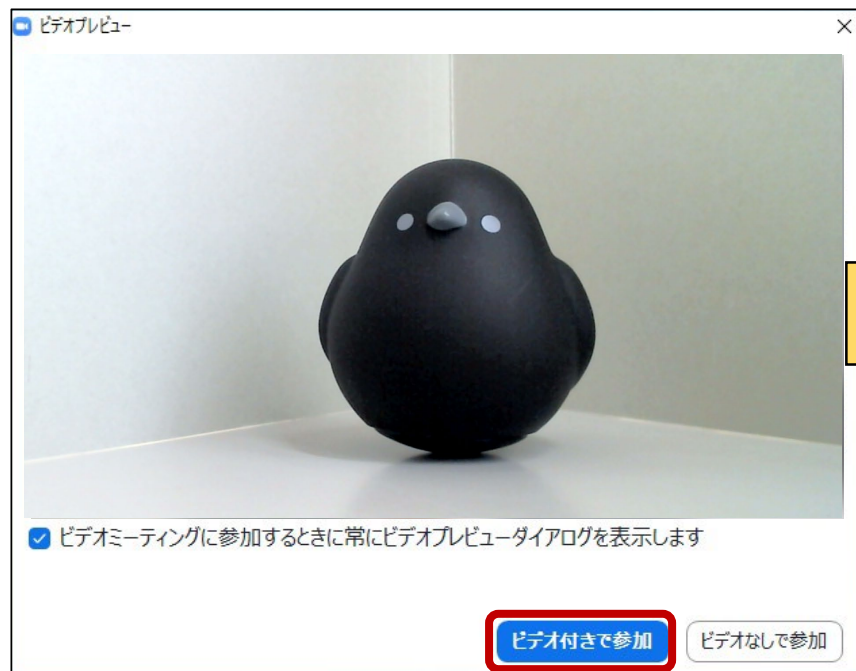 ビデオプレビュー
ビデオミーティングに参加するときに常にビデオプレビューダイアログを表示します
ビデオ付きで参加
ビデオなしで参加